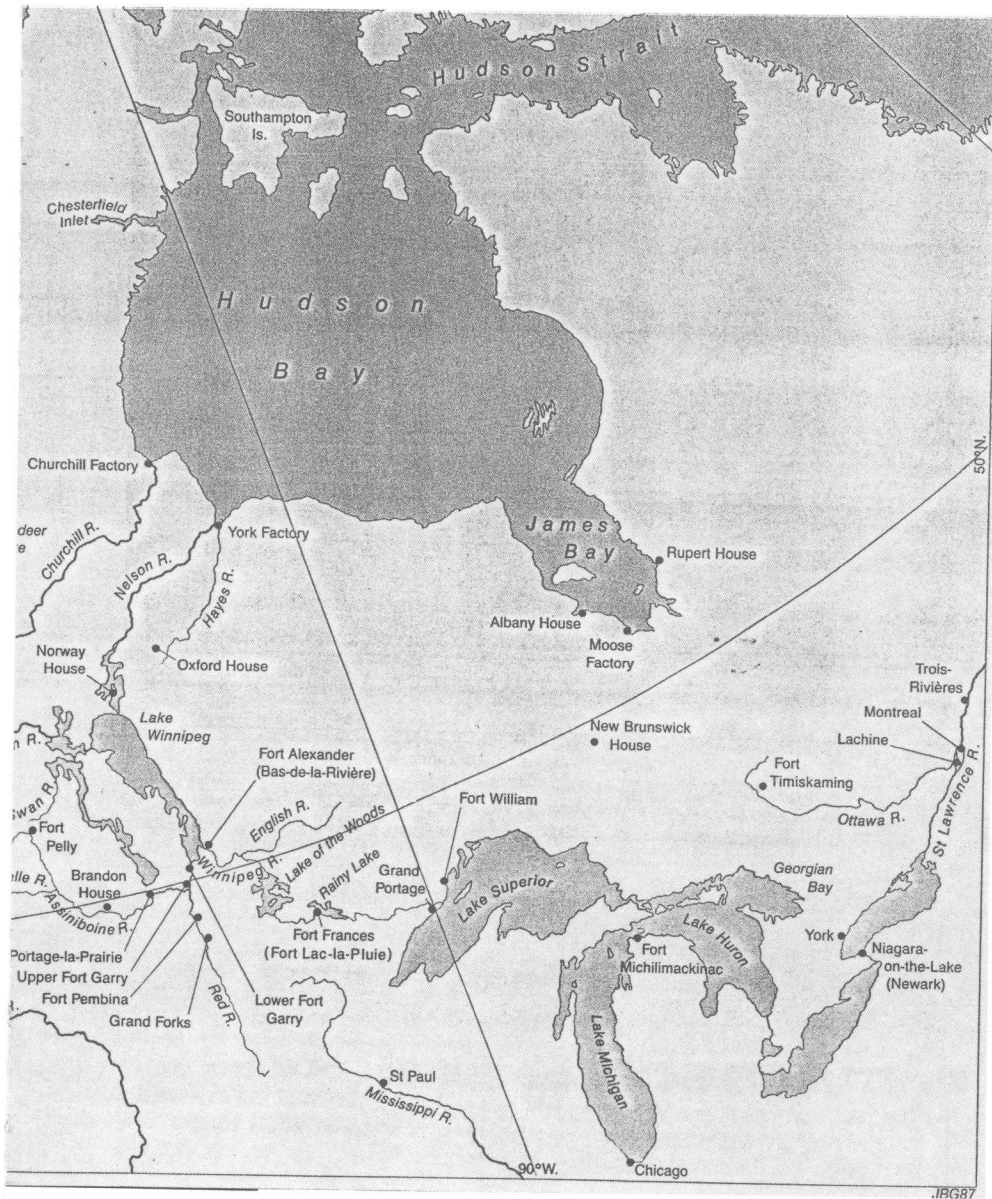 Hudson Strait
Southampton
Is.
Chesterfield
Inlet
Hudson
Bay
Churchill Factory
50°N.
deer
e
Churchill R.
York Factory
James
Bay
Rupert House
Nelson R.
Hayes R.
Albany House
Moose
Factory
Norway
House
Oxford House
Trois-
Rivières
Montreal
Lachine
Lake
Winnipeg
New Brunswick
House
n R.
Fort Alexander
(Bas-de-la-Rivière)
Fort
Timiskaming
Ottawa R.
St Lawrence R.
Swan R.
Fort
Pelly
English R.
Fort William
Winnipeg R.
Lake of the Woods
Rainy Lake
Grand
Portage
Lake Superior
Georgian
Bay
elle R.
Brandon
House
Assiniboine R.
Fort Frances
(Fort Lac-la-Pluie)
Fort
Michilimackinac
Lake Huron
York
Niagara-
on-the-Lake
(Newark)
Portage-la-Prairie
Upper Fort Garry
Fort Pembina
Grand Forks
Red R.
Lower Fort
Garry
R.
Lake Michigan
St Paul
Mississippi R.
90°W.
Chicago
JRG87